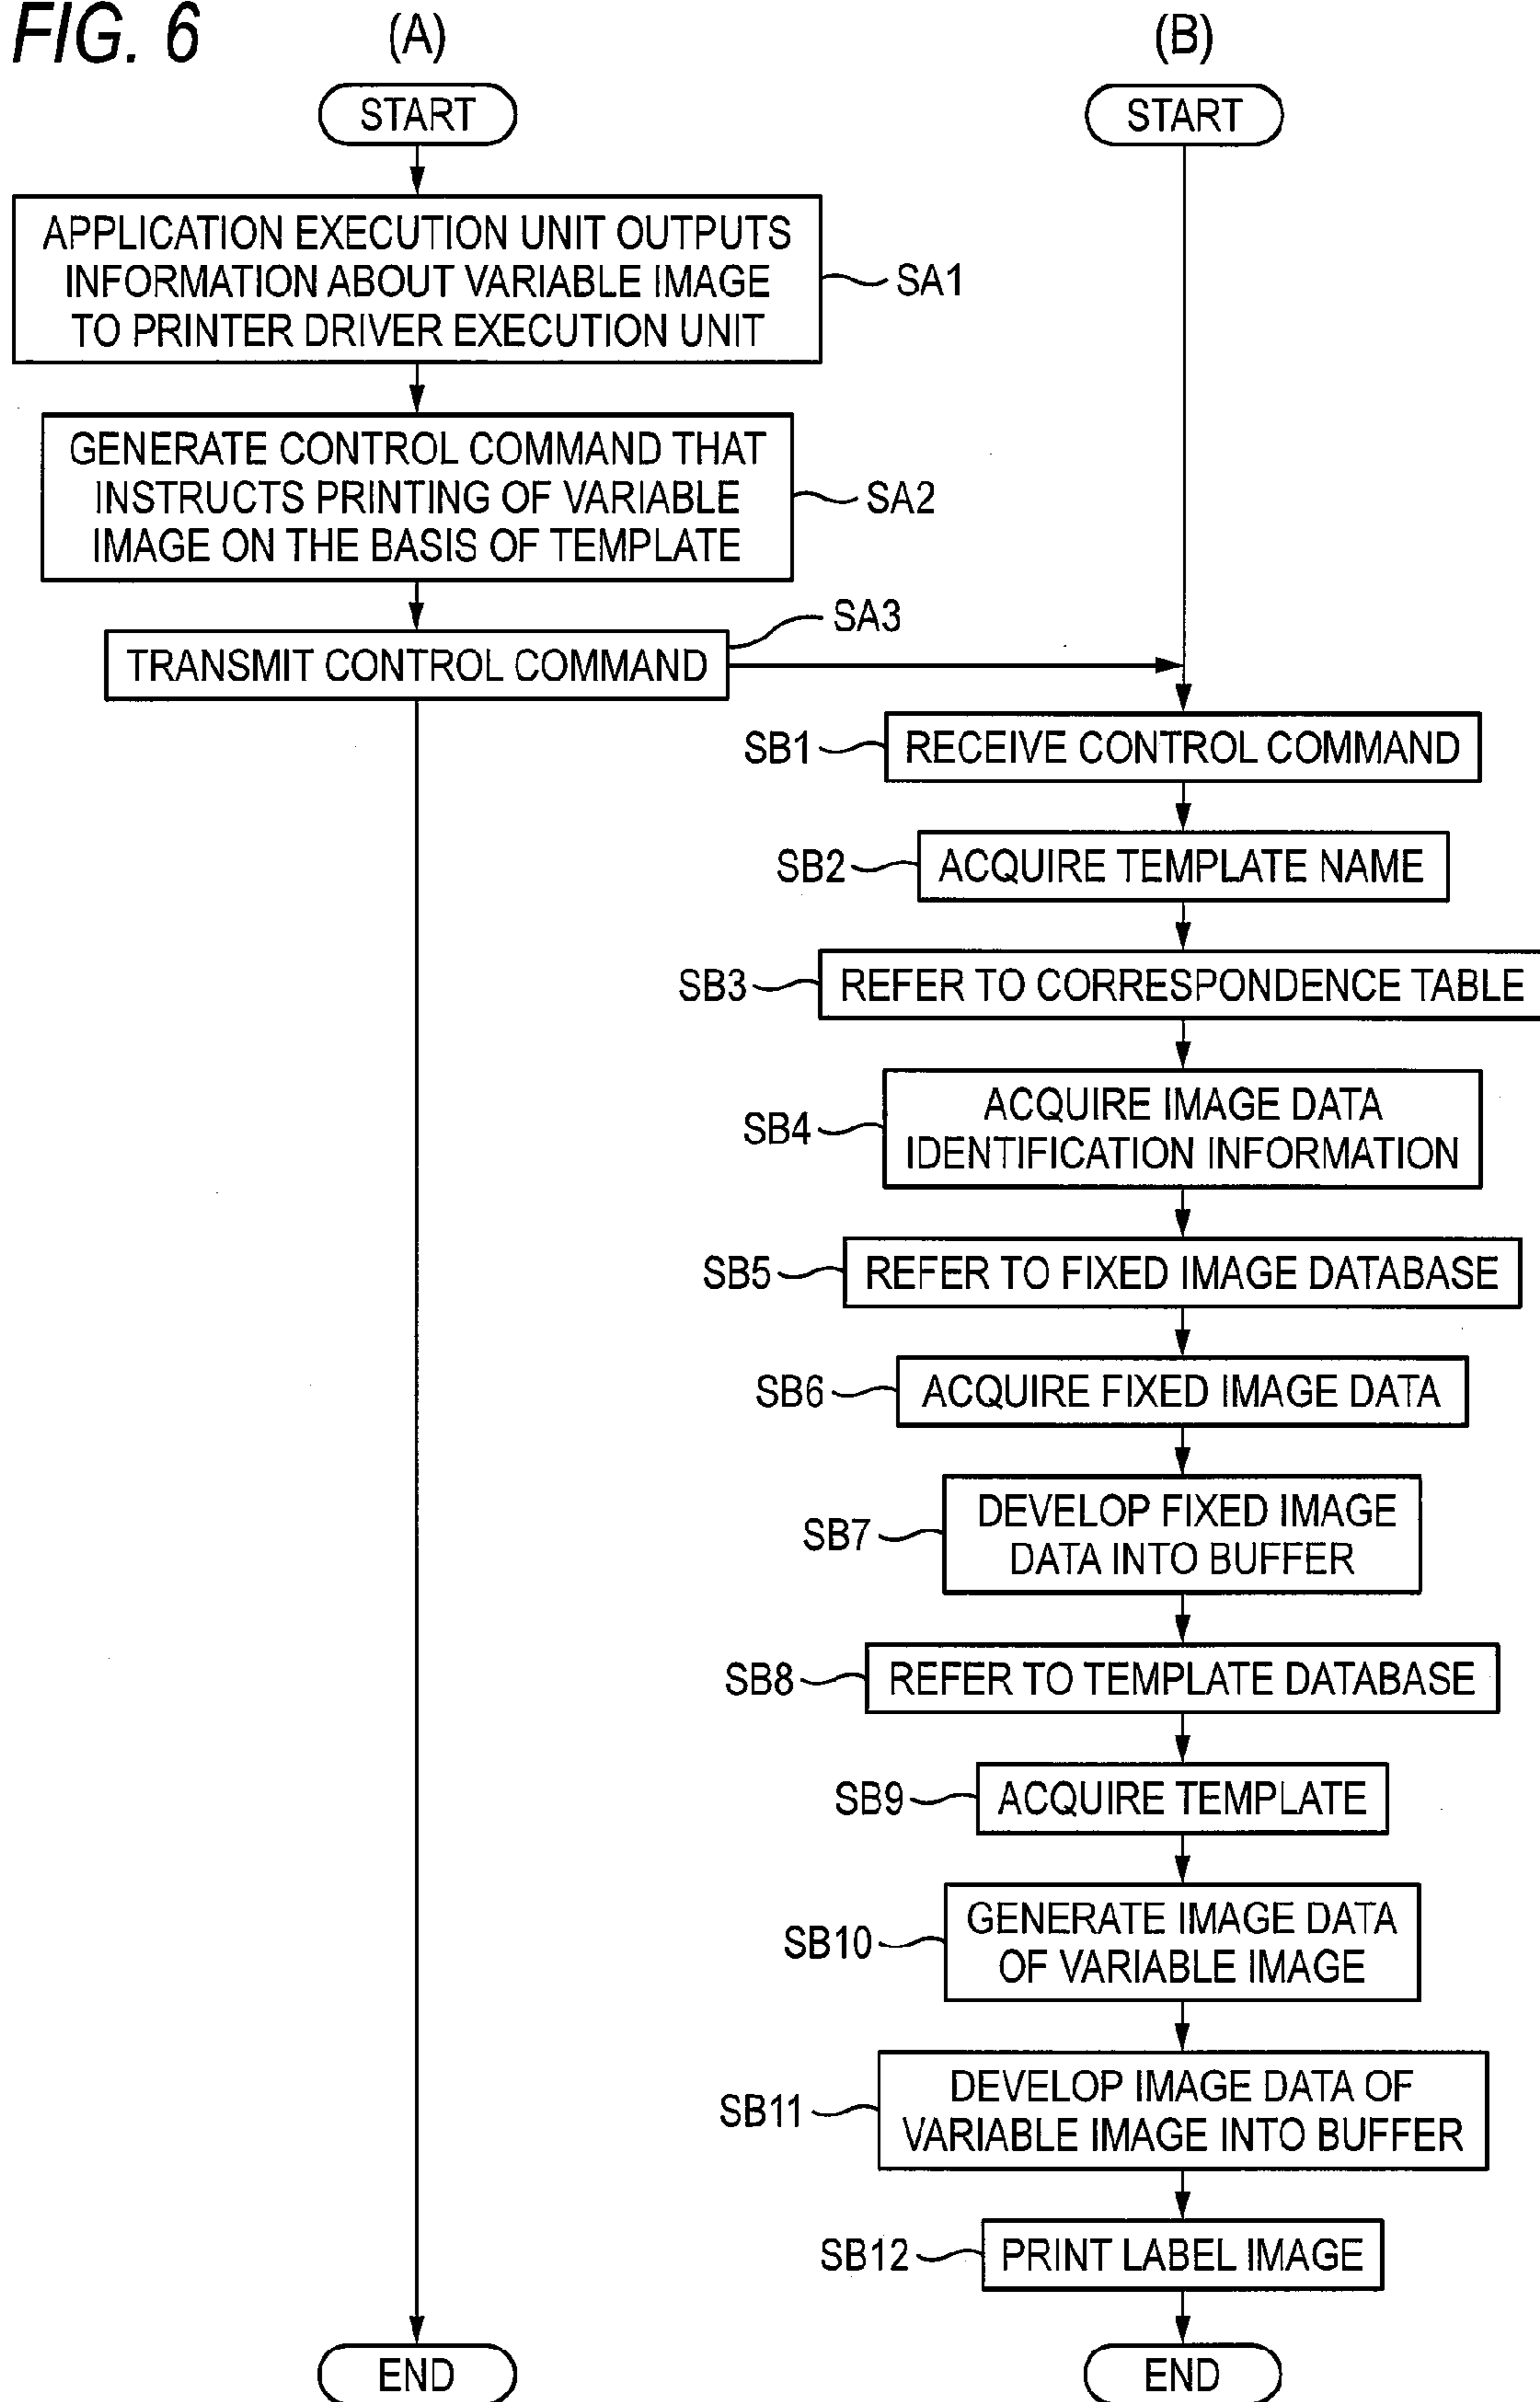 FIG. 6
(A)
(B)
START
START
APPLICATION EXECUTION UNIT OUTPUTS
INFORMATION ABOUT VARIABLE IMAGE
TO PRINTER DRIVER EXECUTION UNIT
SA1
GENERATE CONTROL COMMAND THAT
INSTRUCTS PRINTING OF VARIABLE
IMAGE ON THE BASIS OF TEMPLATE
SA2
SA3
TRANSMIT CONTROL COMMAND
SB1
RECEIVE CONTROL COMMAND
SB2
ACQUIRE TEMPLATE NAME
SB3
REFER TO CORRESPONDENCE TABLE
SB4
ACQUIRE IMAGE DATA
IDENTIFICATION INFORMATION
SB5
REFER TO FIXED IMAGE DATABASE
SB6
ACQUIRE FIXED IMAGE DATA
SB7
DEVELOP FIXED IMAGE
DATA INTO BUFFER
SB8
REFER TO TEMPLATE DATABASE
SB9
ACQUIRE TEMPLATE
SB10
GENERATE IMAGE DATA
OF VARIABLE IMAGE
SB11
DEVELOP IMAGE DATA OF
VARIABLE IMAGE INTO BUFFER
SB12
PRINT LABEL IMAGE
END
END